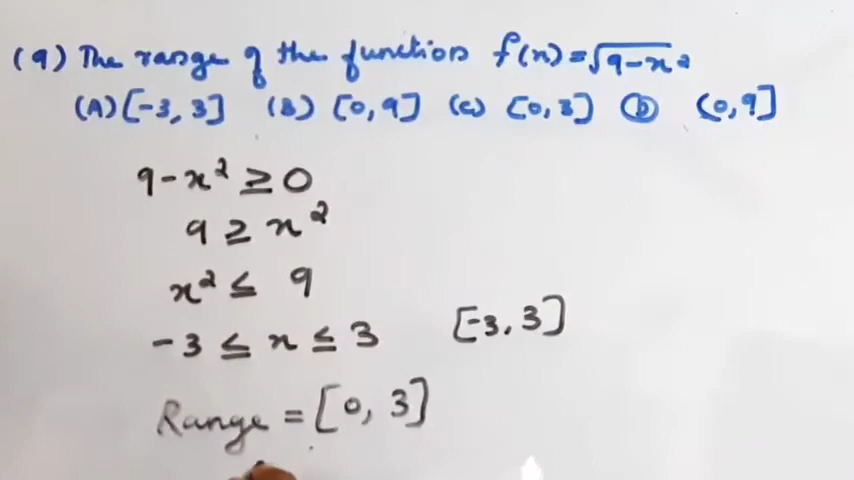 (9) The range of the function f(x)=√9-x²
(A) [-3, 3] (B) [0, 9] (C) [0, 3] (D) (0, 9]
9-x² ≥ 0
9 ≥ x²
x² ≤ 9
-3 ≤ x ≤ 3 [-3, 3]
Range = [0, 3]